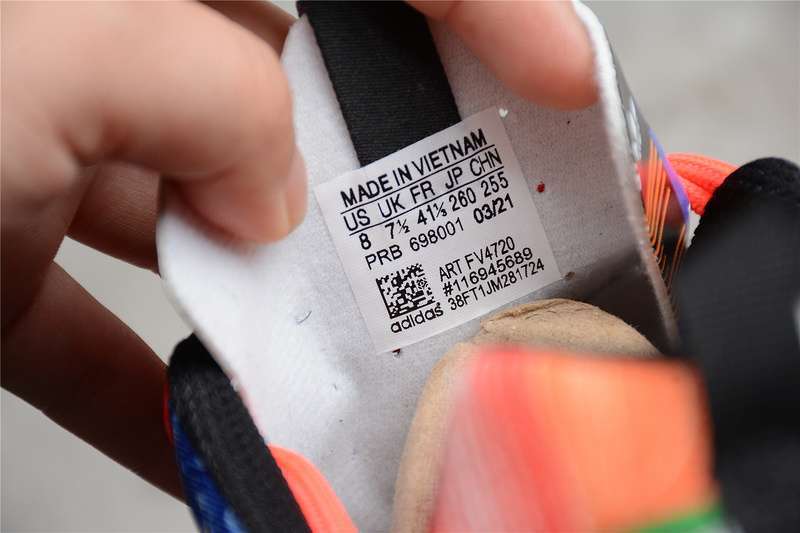 MADE IN VIETNAM
US UK FR JP CHN
8 7½ 41⅓ 260 255
PRB 698001 03/21
ART FV4720
#116945689
38FT1JM281724
adidas